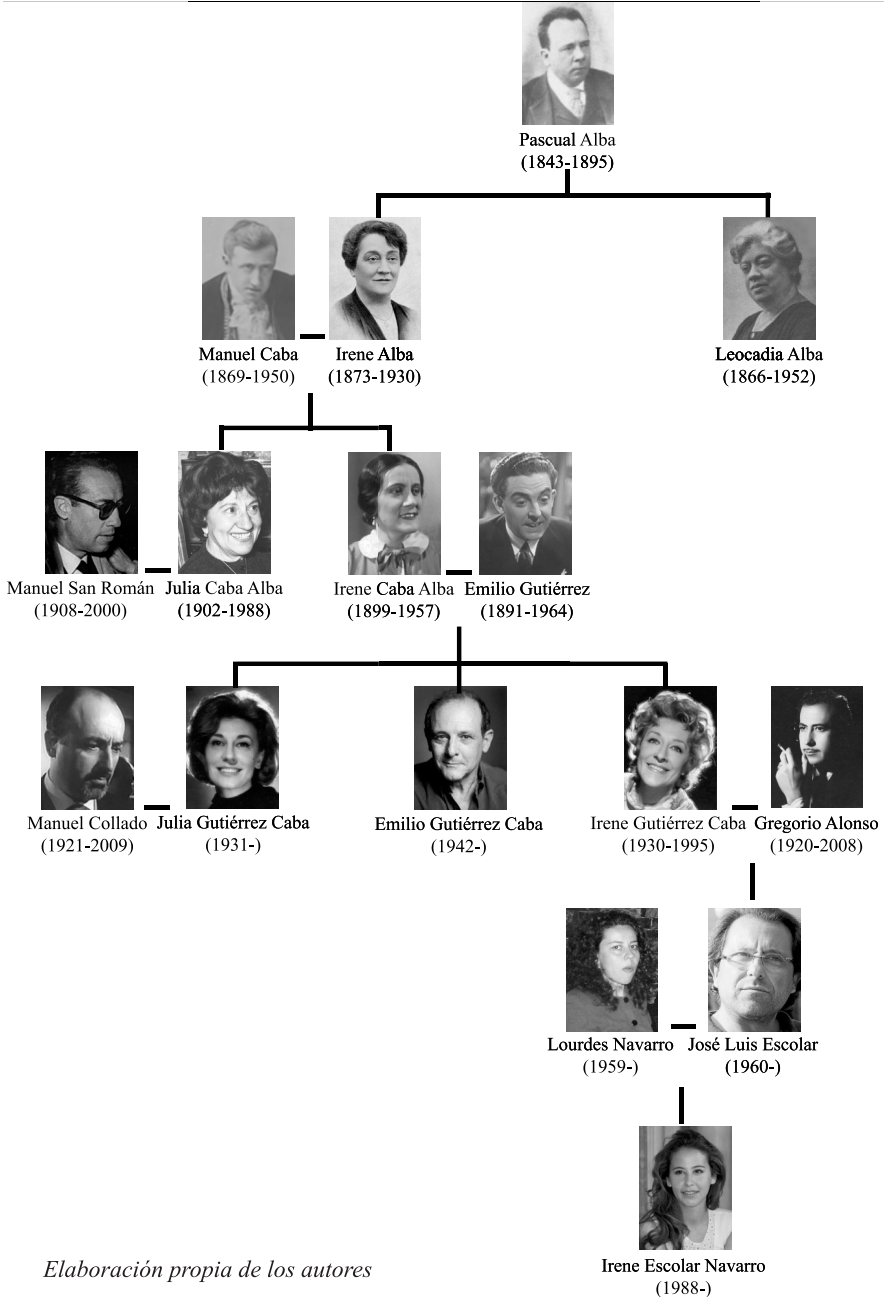 Pascual Alba
(1843-1895)
Manuel Caba
(1869-1950)
Irene Alba
(1873-1930)
Leocadia Alba
(1866-1952)
Manuel San Román
(1908-2000)
Julia Caba Alba
(1902-1988)
Irene Caba Alba
(1899-1957)
Emilio Gutiérrez
(1891-1964)
Manuel Collado
(1921-2009)
Julia Gutiérrez Caba
(1931-)
Emilio Gutiérrez Caba
(1942-)
Irene Gutiérrez Caba
(1930-1995)
Gregorio Alonso
(1920-2008)
Lourdes Navarro
(1959-)
José Luis Escolar
(1960-)
Irene Escolar Navarro
(1988-)
Elaboración propia de los autores